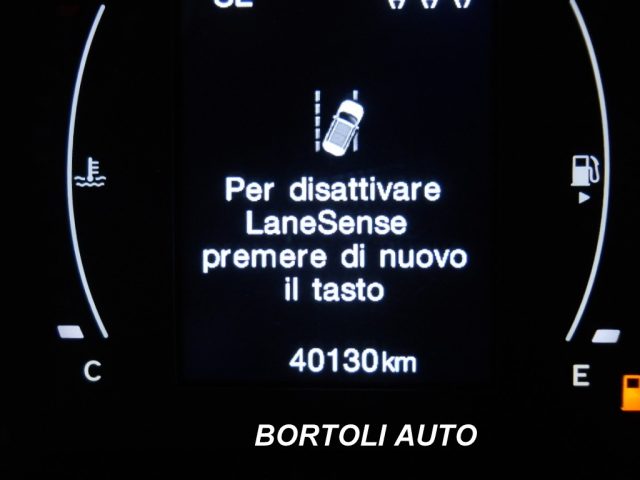 Per disattivare
LaneSense
premere di nuovo
il tasto
40130km
C
E
BORTOLI AUTO